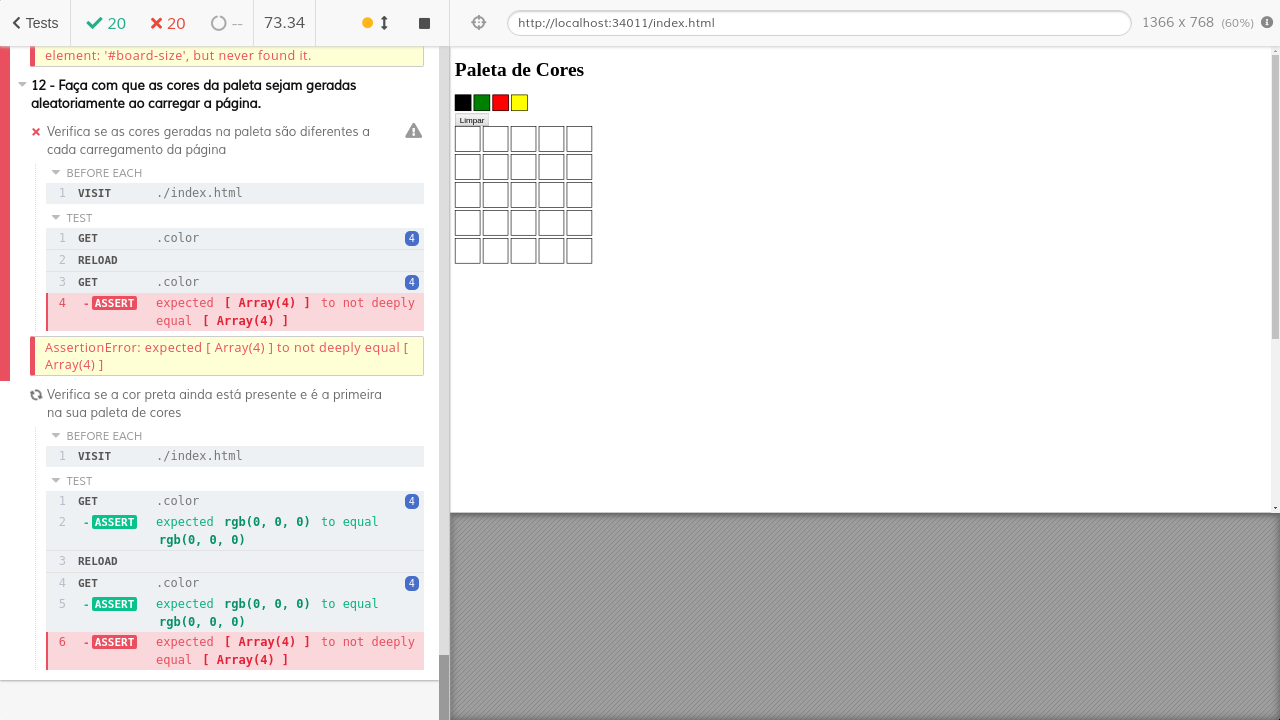 Tests 20 20 -- 73.34
http://localhost:34011/index.html 1366 x 768 (60%)
element: '#board-size', but never found it.
12 - Faça com que as cores da paleta sejam geradas
aleatoriamente ao carregar a página.
Verifica se as cores geradas na paleta são diferentes a
cada carregamento da página
BEFORE EACH
1 VISIT ./index.html
TEST
1 GET .color 4
2 RELOAD
3 GET .color 4
4 - ASSERT expected [ Array(4) ] to not deeply
equal [ Array(4) ]
AssertionError: expected [ Array(4) ] to not deeply equal [
Array(4) ]
Verifica se a cor preta ainda está presente e é a primeira
na sua paleta de cores
BEFORE EACH
1 VISIT ./index.html
TEST
1 GET .color 4
2 - ASSERT expected rgb(0, 0, 0) to equal
rgb(0, 0, 0)
3 RELOAD
4 GET .color 4
5 - ASSERT expected rgb(0, 0, 0) to equal
rgb(0, 0, 0)
6 - ASSERT expected [ Array(4) ] to not deeply
equal [ Array(4) ]
Paleta de Cores
Limpar